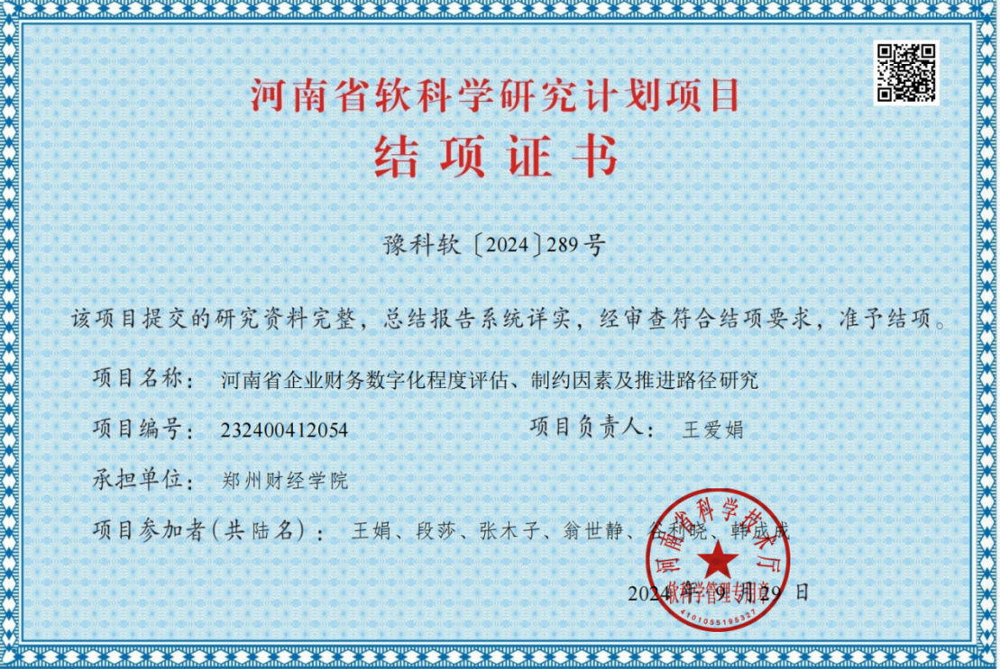 河南省软科学研究计划项目
结项证书
豫科软〔2024〕289号
该项目提交的研究资料完整，总结报告系统详实，经审查符合结项要求，准予结项。
项目名称： 河南省企业财务数字化程度评估、制约因素及推进路径研究
项目编号： 232400412054 项目负责人： 王爱娟
承担单位： 郑州财经学院
项目参加者(共陆名)： 王娟、段莎、张木子、翁世静、谷利晓、韩成成
2024 年 9 月 29 日
河南省科学技术厅
软科学管理专用章
4101055195327